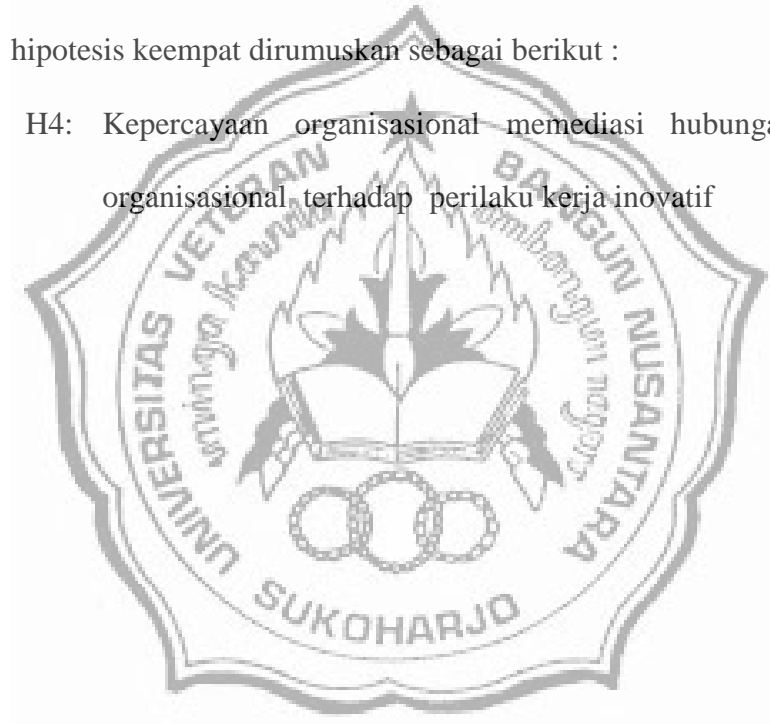 hipotesis keempat dirumuskan sebagai berikut :
H4: Kepercayaan organisasional memediasi
organisasional terhadap perilaku kerja inovatif
UNIVERSITAS VETERAN BANGUN NUSANTARA
SUKOHARJO